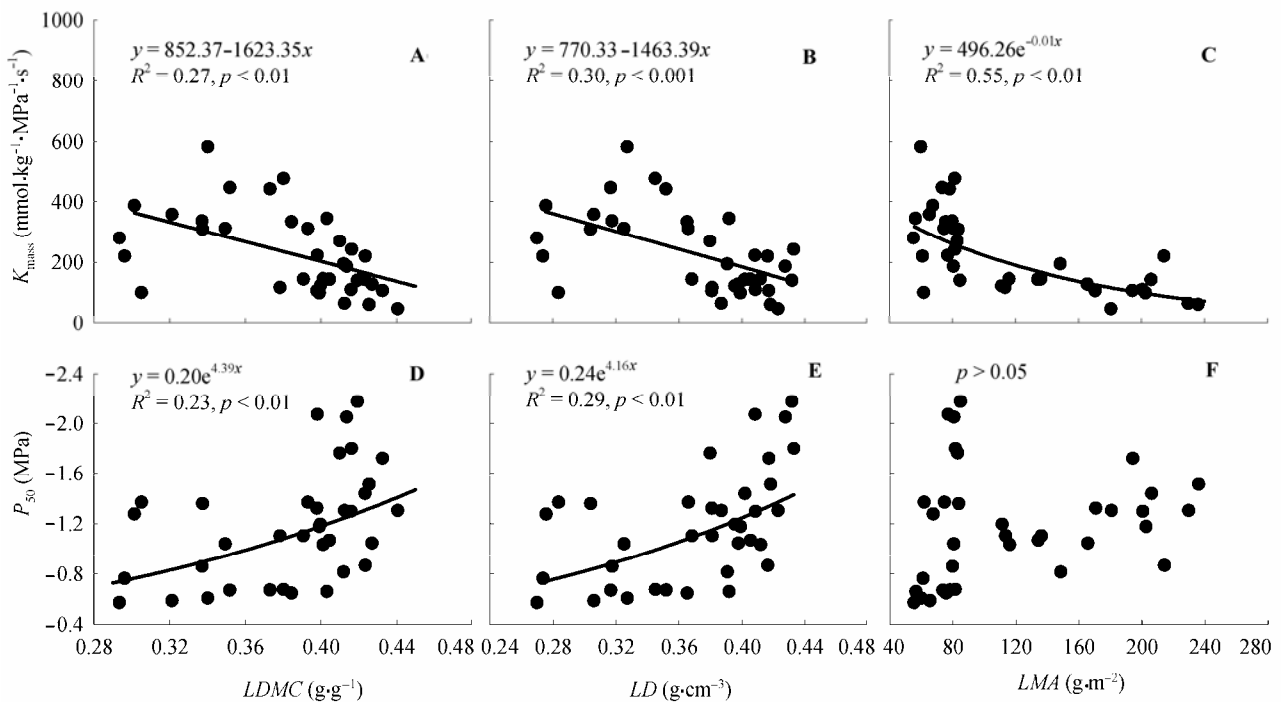 1000
800
600
400
200
0
Kmass (mmol·kg⁻¹·MPa⁻¹·s⁻¹)
y = 852.37−1623.35x
R² = 0.27, p < 0.01
A
y = 770.33 −1463.39x
R² = 0.30, p < 0.001
B
y = 496.26e⁻⁰·⁰¹ˣ
R² = 0.55, p < 0.01
C
−2.4
−2.0
−1.6
−1.2
−0.8
−0.4
P₅₀ (MPa)
y = 0.20e⁴·³⁹ˣ
R² = 0.23, p < 0.01
D
y = 0.24e⁴·¹⁶ˣ
R² = 0.29, p < 0.01
E
p > 0.05
F
0.28 0.32 0.36 0.40 0.44 0.48
0.24 0.28 0.32 0.36 0.40 0.44 0.48
40 80 120 160 200 240 280
LDMC (g·g⁻¹)
LD (g·cm⁻³)
LMA (g·m⁻²)